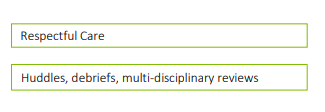 Respectful Care
Huddles, debriefs, multi-disciplinary reviews